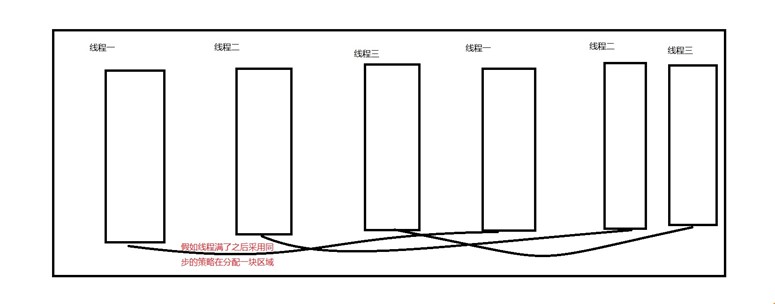 线程一
线程二
线程三
线程一
线程二
线程三
假如线程满了之后采用同
步的策略在分配一块区域